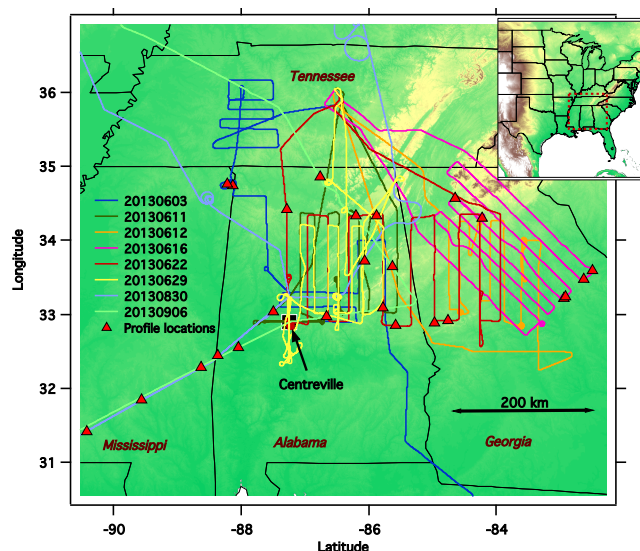 Tennessee
36
35
34
33
32
31
Longitude
20130603
20130611
20130612
20130616
20130622
20130629
20130830
20130906
Profile locations
Centreville
200 km
Mississippi
Alabama
Georgia
-90
-88
-86
-84
Latitude